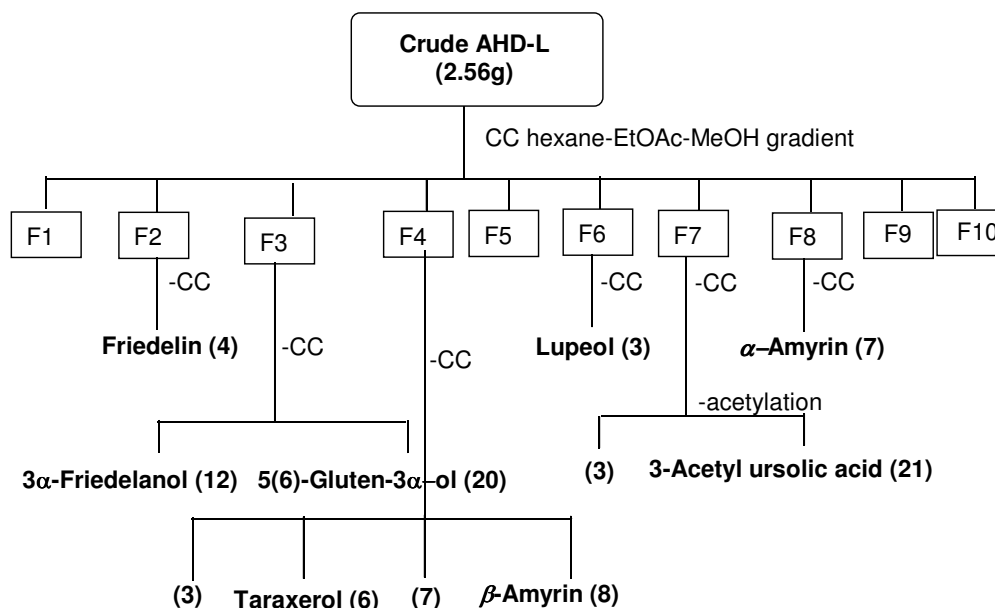 Crude AHD-L
(2.56g)
CC hexane-EtOAc-MeOH gradient
F1 F2 F3 F4 F5 F6 F7 F8 F9 F10
-CC -CC -CC -CC
Friedelin (4) -CC -CC Lupeol (3) α–Amyrin (7)
-acetylation
3α-Friedelanol (12) 5(6)-Gluten-3α–ol (20) (3) 3-Acetyl ursolic acid (21)
(3) Taraxerol (6) (7) β-Amyrin (8)